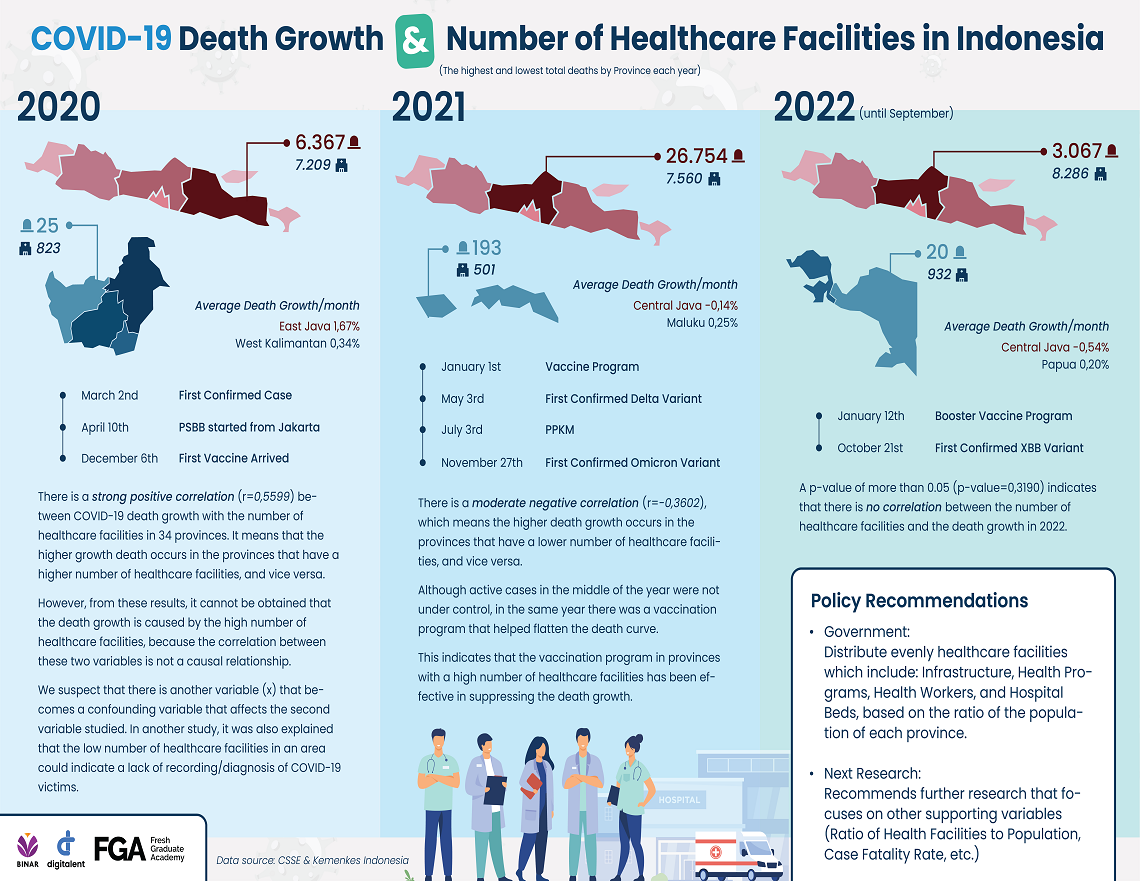 COVID-19 Death Growth & Number of Healthcare Facilities in Indonesia
(The highest and lowest total deaths by Province each year)
2020
6.367
7.209
25
823
Average Death Growth/month
East Java 1,67%
West Kalimantan 0,34%
March 2nd First Confirmed Case
April 10th PSBB started from Jakarta
December 6th First Vaccine Arrived
There is a strong positive correlation (r=0,5599) be-
tween COVID-19 death growth with the number of
healthcare facilities in 34 provinces. It means that the
higher growth death occurs in the provinces that have a
higher number of healthcare facilities, and vice versa.
However, from these results, it cannot be obtained that
the death growth is caused by the high number of
healthcare facilities, because the correlation between
these two variables is not a causal relationship.
We suspect that there is another variable (x) that be-
comes a confounding variable that affects the second
variable studied. In another study, it was also explained
that the low number of healthcare facilities in an area
could indicate a lack of recording/diagnosis of COVID-19
victims.
2021
26.754
7.560
193
501
Average Death Growth/month
Central Java -0,14%
Maluku 0,25%
January 1st Vaccine Program
May 3rd First Confirmed Delta Variant
July 3rd PPKM
November 27th First Confirmed Omicron Variant
There is a moderate negative correlation (r=-0,3602),
which means the higher death growth occurs in the
provinces that have a lower number of healthcare facili-
ties, and vice versa.
Although active cases in the middle of the year were not
under control, in the same year there was a vaccination
program that helped flatten the death curve.
This indicates that the vaccination program in provinces
with a high number of healthcare facilities has been ef-
fective in suppressing the death growth.
2022 (until September)
3.067
8.286
20
932
Average Death Growth/month
Central Java -0,54%
Papua 0,20%
January 12th Booster Vaccine Program
October 21st First Confirmed XBB Variant
A p-value of more than 0.05 (p-value=0,3190) indicates
that there is no correlation between the number of
healthcare facilities and the death growth in 2022.
Policy Recommendations
• Government:
Distribute evenly healthcare facilities
which include: Infrastructure, Health Pro-
grams, Health Workers, and Hospital
Beds, based on the ratio of the popula-
tion of each province.
• Next Research:
Recommends further research that fo-
cuses on other supporting variables
(Ratio of Health Facilities to Population,
Case Fatality Rate, etc.)
HOSPITAL
BINAR
digitalent
FGA Fresh
Graduate
Academy
Data source: CSSE & Kemenkes Indonesia